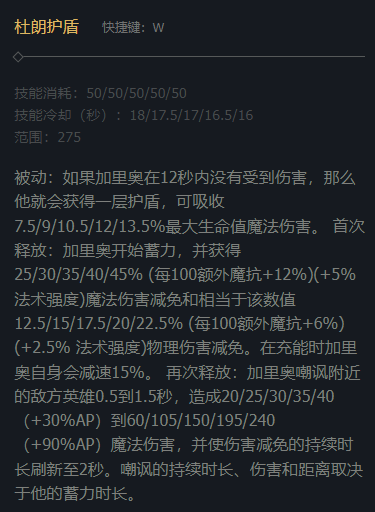 杜朗护盾 快捷键：W
技能消耗：50/50/50/50/50
技能冷却（秒）：18/17.5/17/16.5/16
范围：275
被动：如果加里奥在12秒内没有受到伤害，那么
他就会获得一层护盾，可吸收
7.5/9/10.5/12/13.5%最大生命值魔法伤害。 首次
释放：加里奥开始蓄力，并获得
25/30/35/40/45% (每100额外魔抗+12%)(+5%
法术强度)魔法伤害减免和相当于该数值
12.5/15/17.5/20/22.5% (每100额外魔抗+6%)
(+2.5% 法术强度)物理伤害减免。在充能时加里
奥自身会减速15%。 再次释放：加里奥嘲讽附近
的敌方英雄0.5到1.5秒，造成20/25/30/35/40
（+30%AP）到60/105/150/195/240
（+90%AP）魔法伤害，并使伤害减免的持续时
长刷新至2秒。嘲讽的持续时长、伤害和距离取决
于他的蓄力时长。